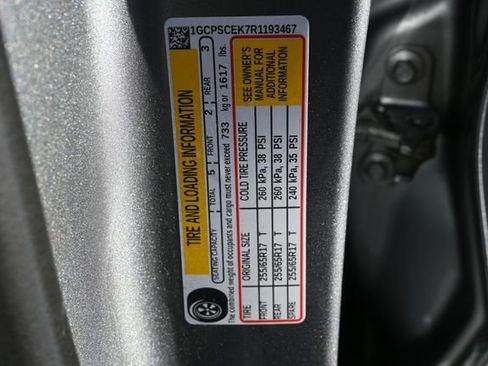 1GCPSCEK7R1193467
TIRE AND LOADING INFORMATION
SEATING CAPACITY TOTAL 5 FRONT 2 REAR 3
The combined weight of occupants and cargo must never exceed 733 kg or 1617 lbs.
TIRE ORIGINAL SIZE COLD TIRE PRESSURE
FRONT 255/65R17 T 260 kPa, 38 PSI
REAR 255/65R17 T 260 kPa, 38 PSI
SPARE 255/65R17 T 240 kPa, 35 PSI
SEE OWNER'S
MANUAL FOR
ADDITIONAL
INFORMATION